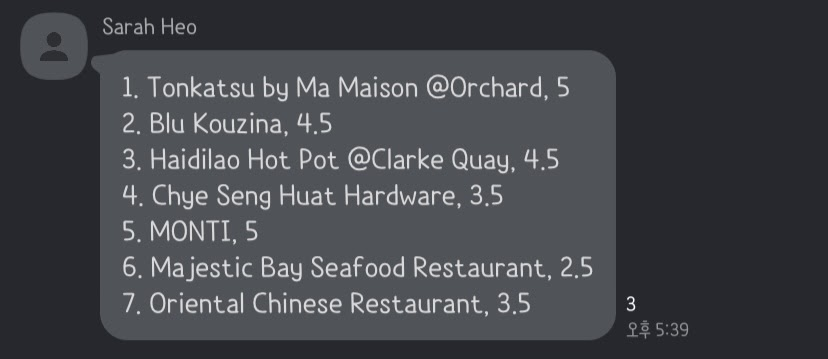 Sarah Heo
1. Tonkatsu by Ma Maison @Orchard, 5
2. Blu Kouzina, 4.5
3. Haidilao Hot Pot @Clarke Quay, 4.5
4. Chye Seng Huat Hardware, 3.5
5. MONTI, 5
6. Majestic Bay Seafood Restaurant, 2.5
7. Oriental Chinese Restaurant, 3.5
3
오후 5:39